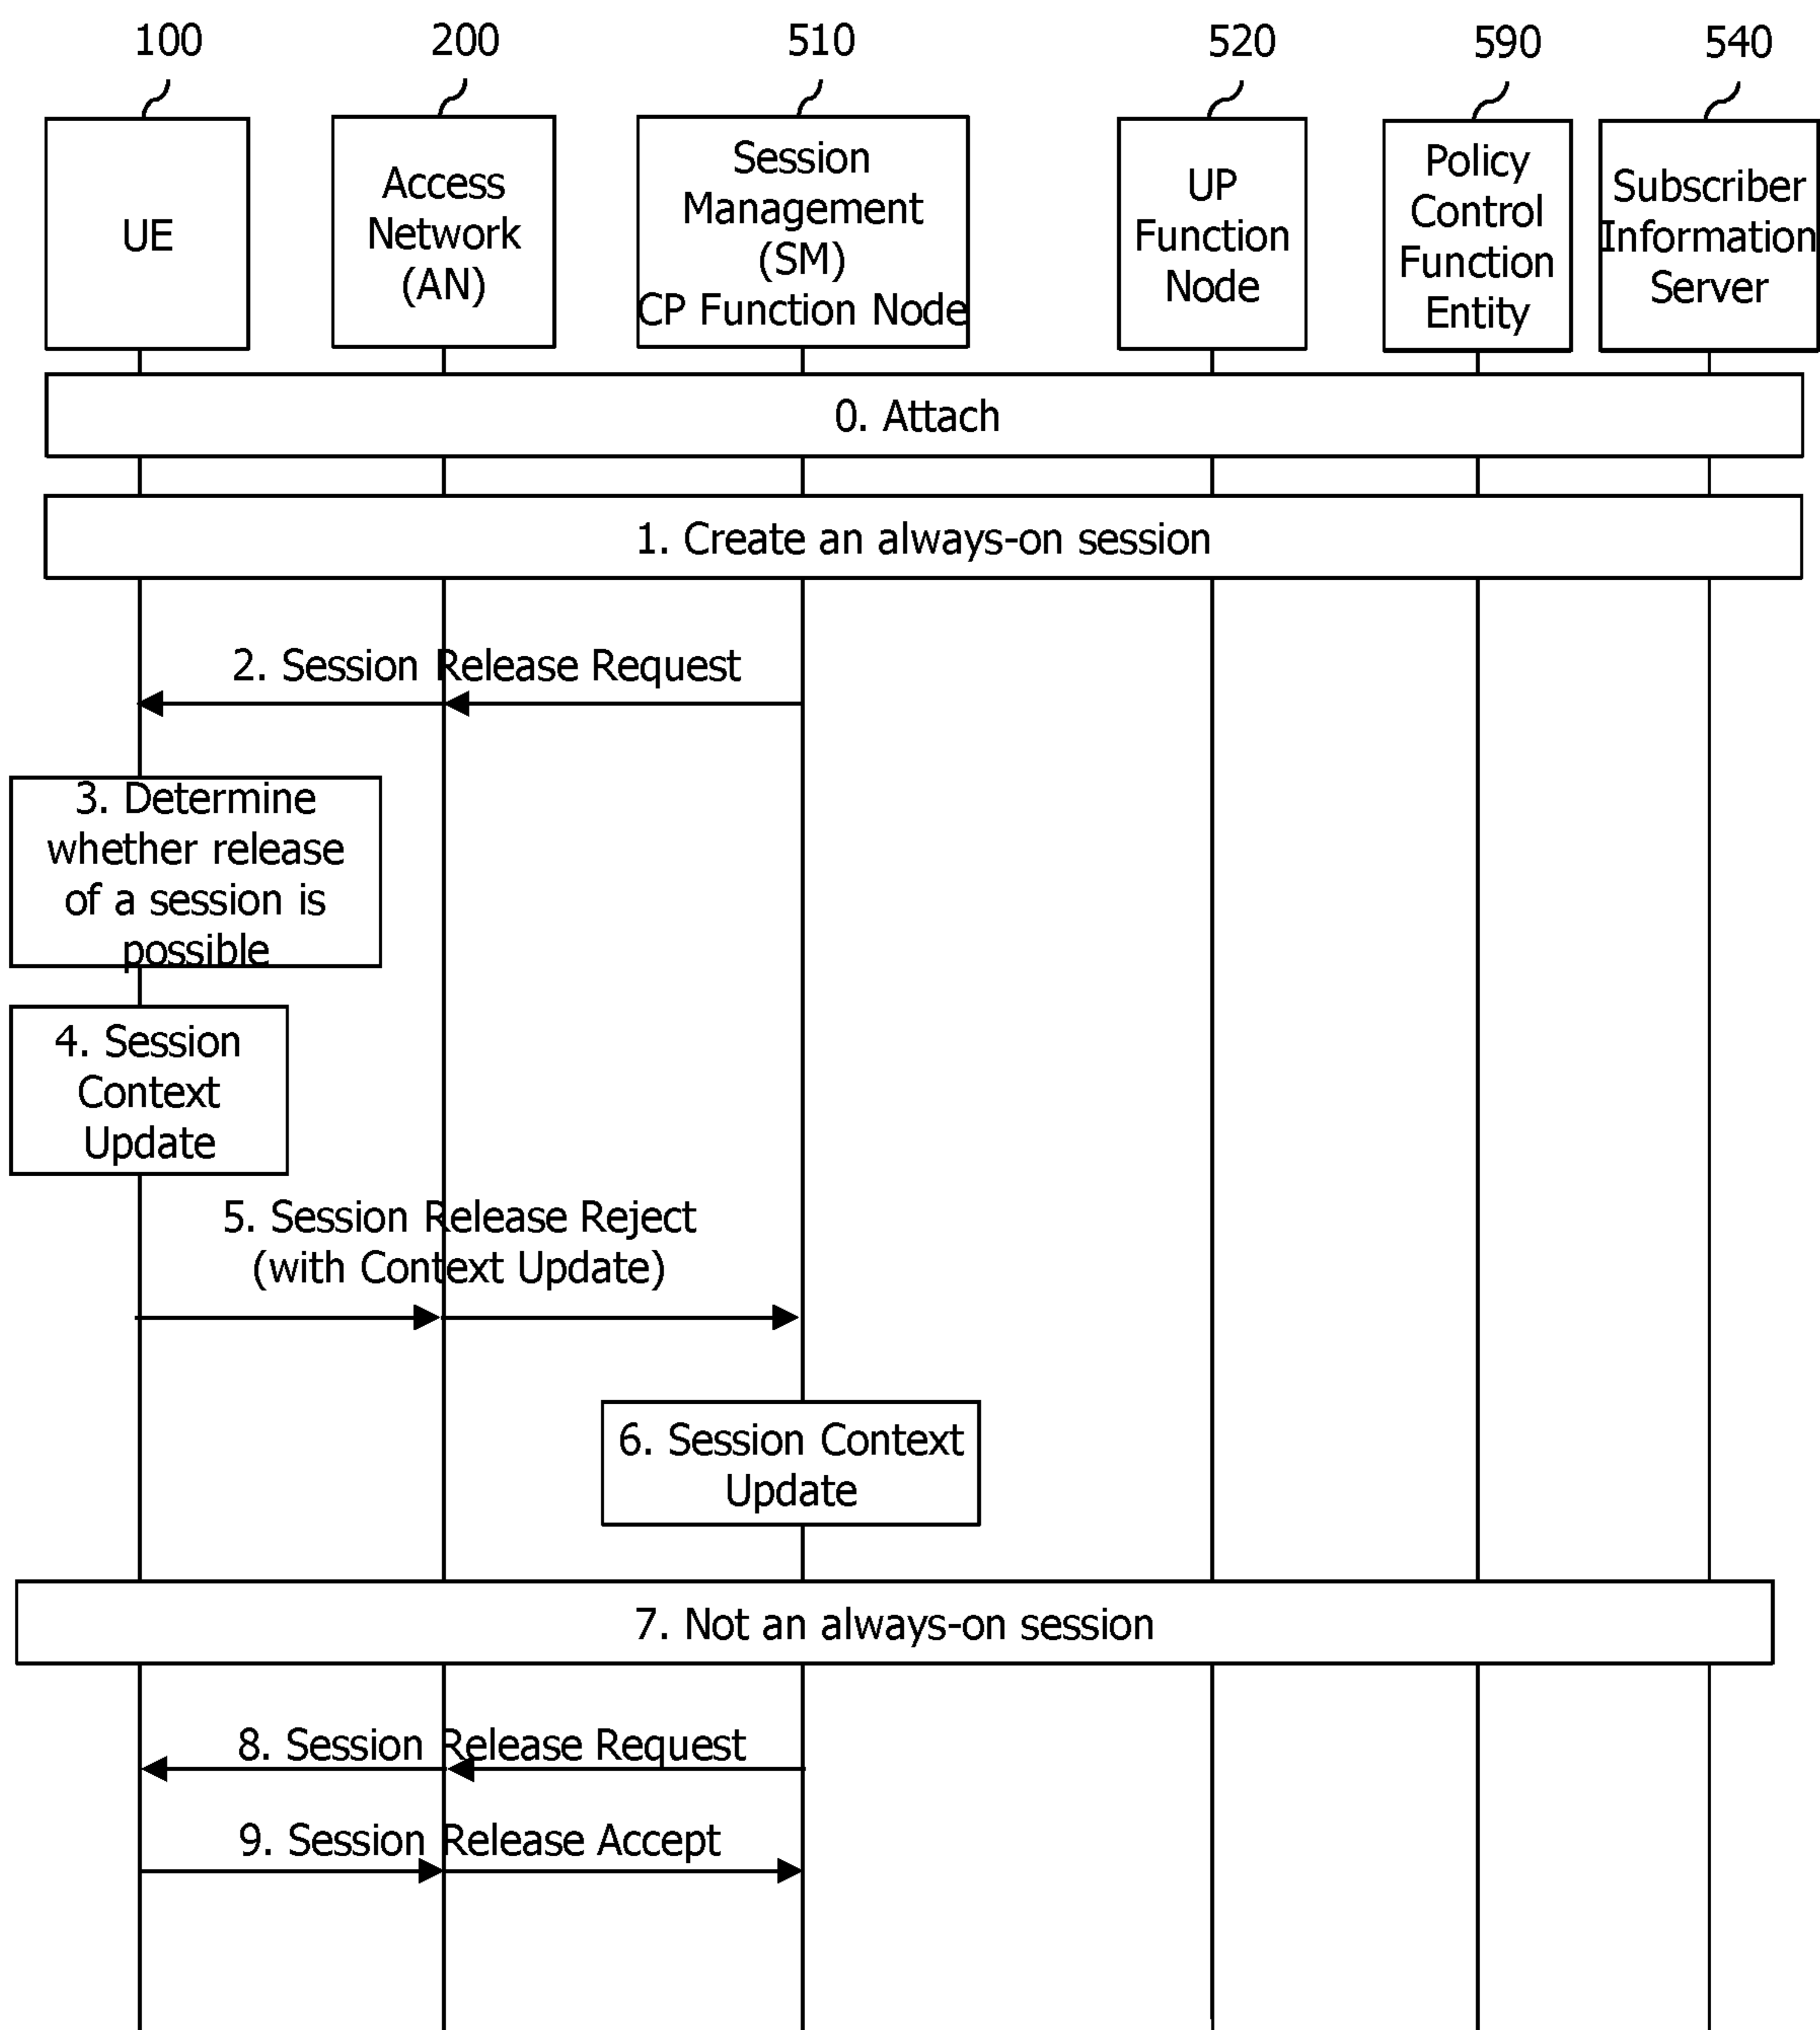 100
200
510
520
590
540
UE
Access
Network
(AN)
Session
Management
(SM)
CP Function Node
UP
Function
Node
Policy
Control
Function
Entity
Subscriber
Information
Server
0. Attach
1. Create an always-on session
2. Session Release Request
3. Determine
whether release
of a session is
possible
4. Session
Context
Update
5. Session Release Reject
(with Context Update)
6. Session Context
Update
7. Not an always-on session
8. Session Release Request
9. Session Release Accept